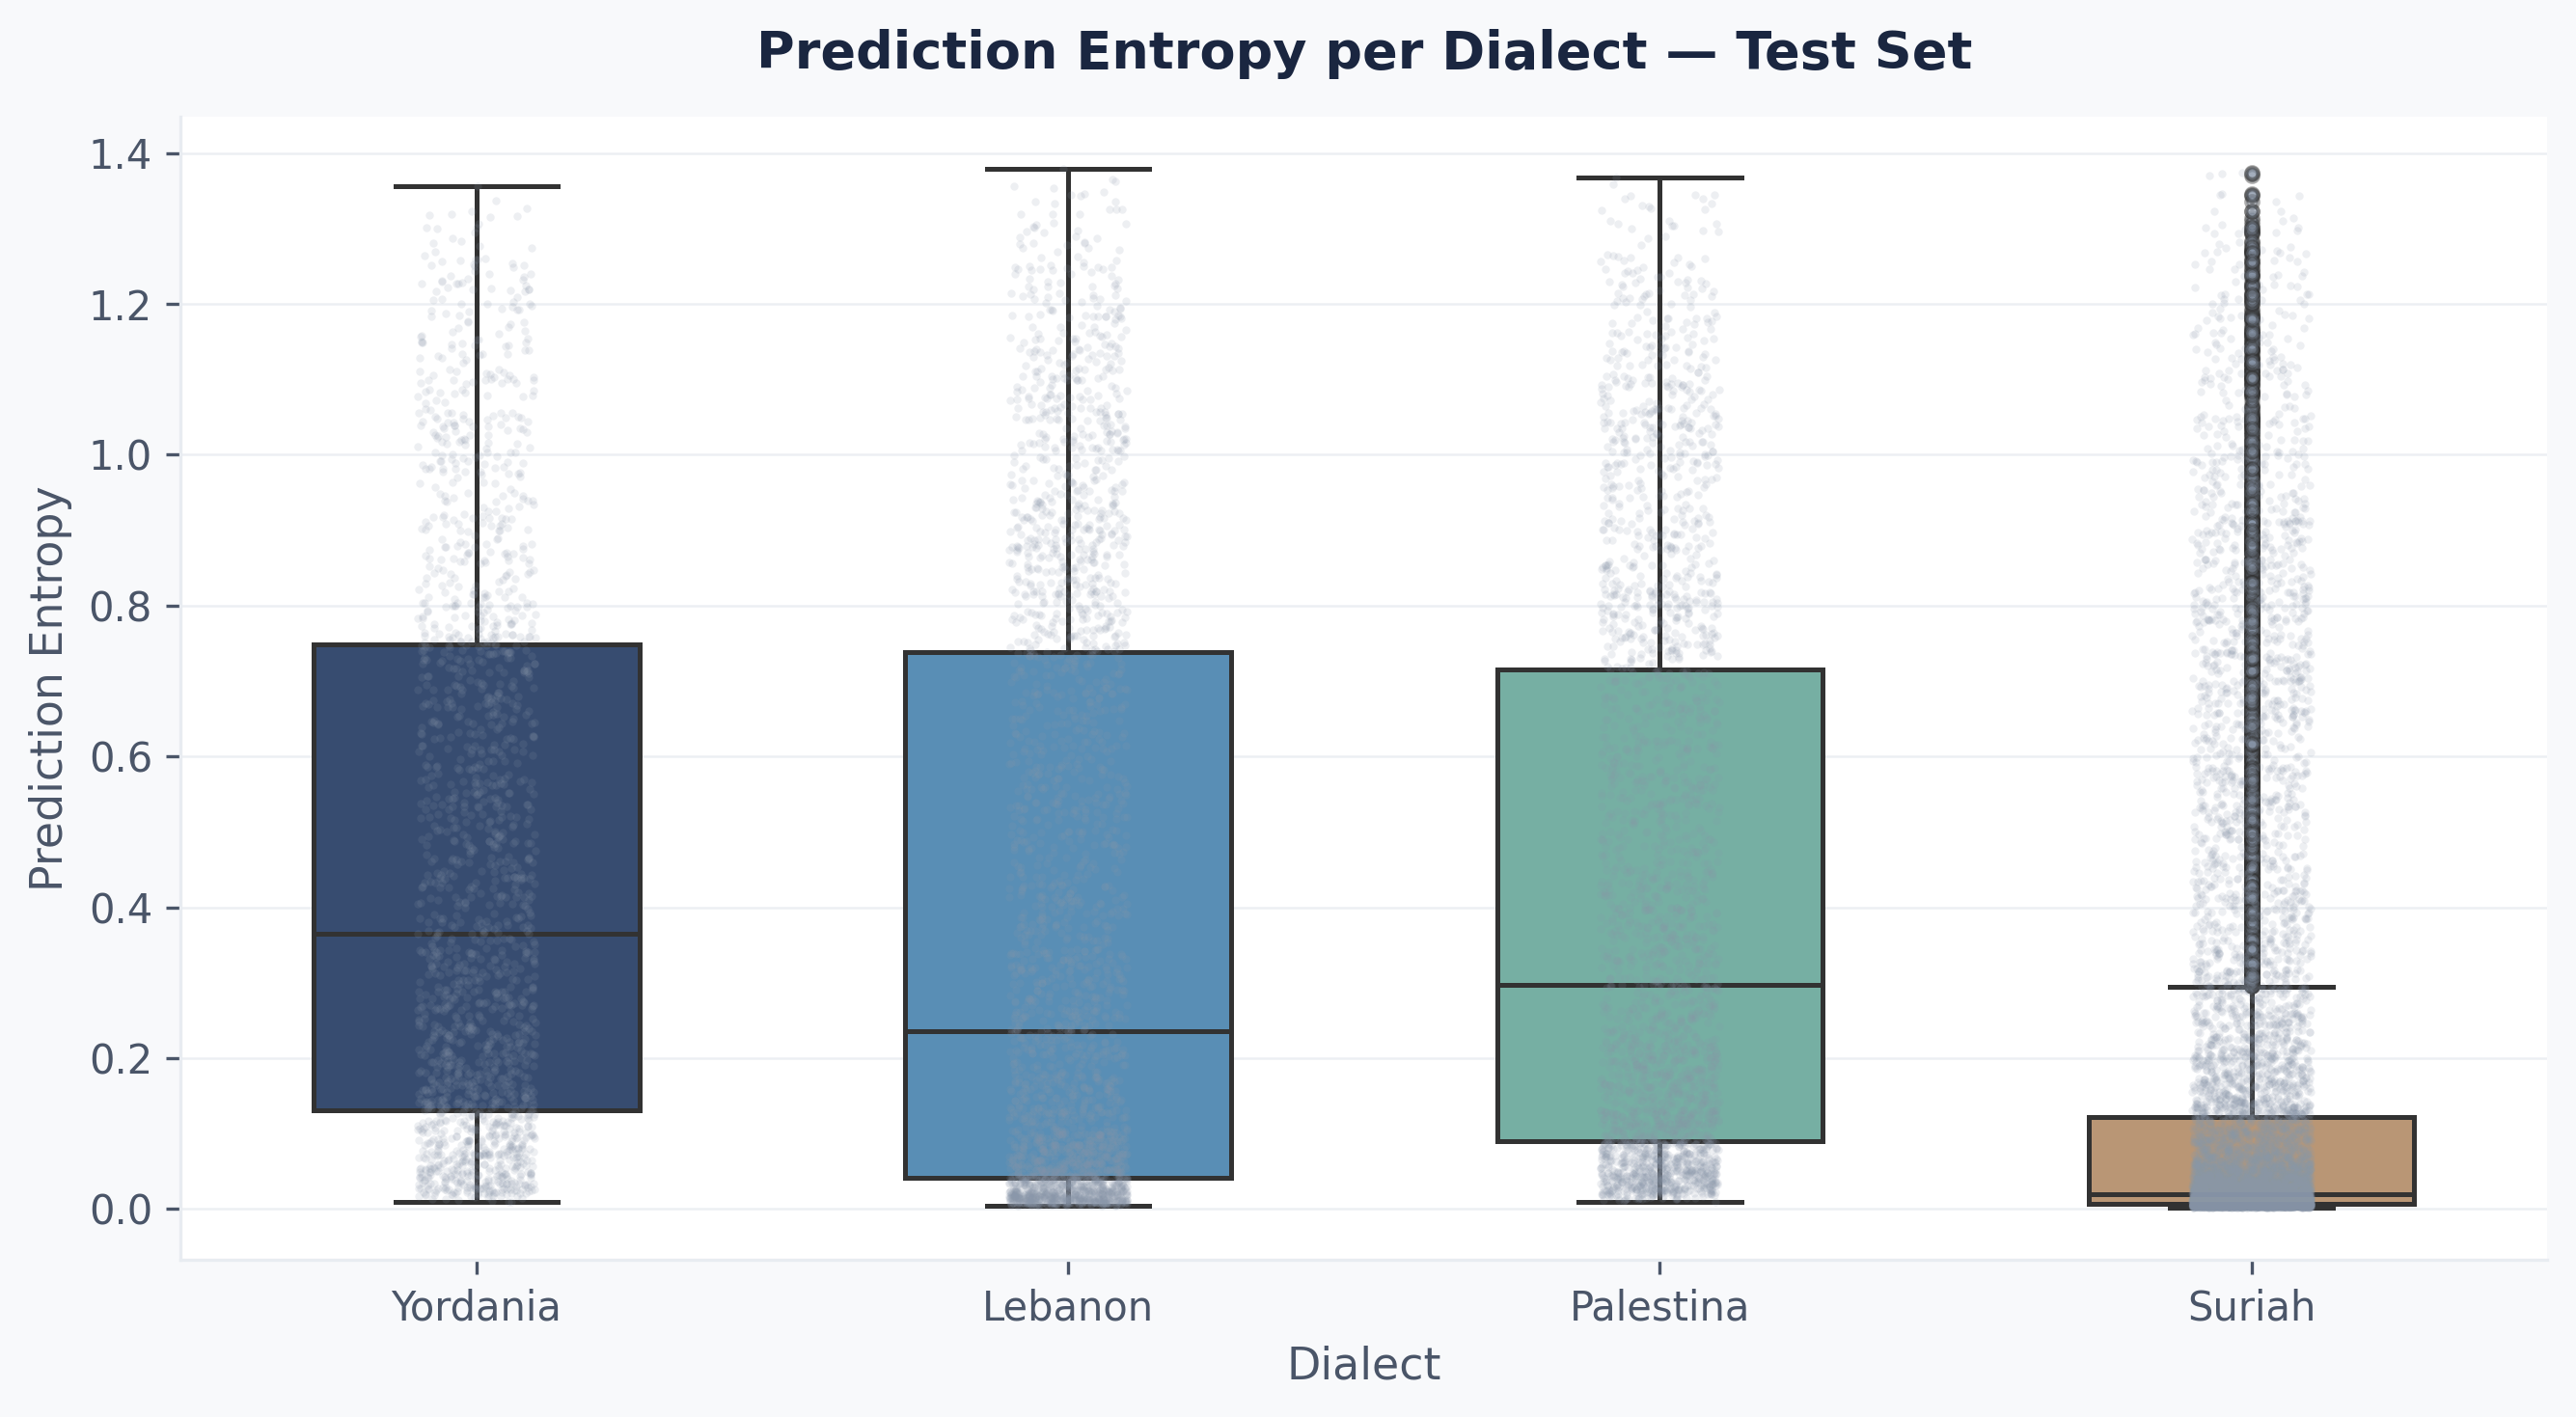 Prediction Entropy per Dialect — Test Set
Prediction Entropy
1.4
1.2
1.0
0.8
0.6
0.4
0.2
0.0
Yordania
Lebanon
Palestina
Suriah
Dialect